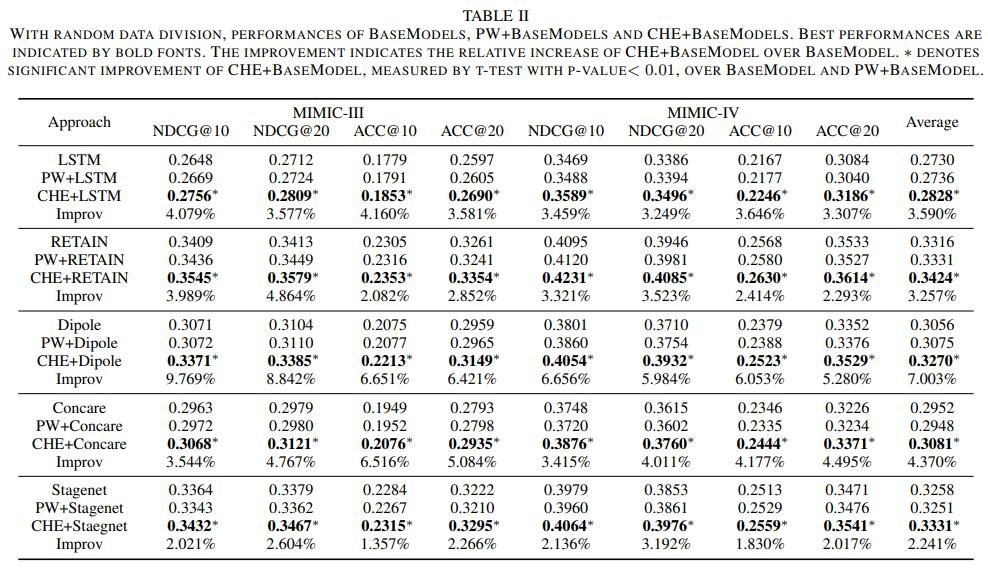 TABLE II
WITH RANDOM DATA DIVISION, PERFORMANCES OF BASEMODELS, PW+BASEMODELS AND CHE+BASEMODELS. BEST PERFORMANCES ARE
INDICATED BY BOLD FONTS. THE IMPROVEMENT INDICATES THE RELATIVE INCREASE OF CHE+BASEMODEL OVER BASEMODEL. * DENOTES
SIGNIFICANT IMPROVEMENT OF CHE+BASEMODEL, MEASURED BY T-TEST WITH P-VALUE< 0.01, OVER BASEMODEL AND PW+BASEMODEL.
Approach MIMIC-III MIMIC-IV Average
NDCG@10 NDCG@20 ACC@10 ACC@20 NDCG@10 NDCG@20 ACC@10 ACC@20
LSTM 0.2648 0.2712 0.1779 0.2597 0.3469 0.3386 0.2167 0.3084 0.2730
PW+LSTM 0.2669 0.2724 0.1791 0.2605 0.3488 0.3394 0.2177 0.3040 0.2736
CHE+LSTM 0.2756* 0.2809* 0.1853* 0.2690* 0.3589* 0.3496* 0.2246* 0.3186* 0.2828*
Improv 4.079% 3.577% 4.160% 3.581% 3.459% 3.249% 3.646% 3.307% 3.590%
RETAIN 0.3409 0.3413 0.2305 0.3261 0.4095 0.3946 0.2568 0.3533 0.3316
PW+RETAIN 0.3436 0.3449 0.2316 0.3241 0.4120 0.3981 0.2580 0.3527 0.3331
CHE+RETAIN 0.3545* 0.3579* 0.2353* 0.3354* 0.4231* 0.4085* 0.2630* 0.3614* 0.3424*
Improv 3.989% 4.864% 2.082% 2.852% 3.321% 3.523% 2.414% 2.293% 3.257%
Dipole 0.3071 0.3104 0.2075 0.2959 0.3801 0.3710 0.2379 0.3352 0.3056
PW+Dipole 0.3072 0.3110 0.2077 0.2965 0.3860 0.3754 0.2388 0.3376 0.3075
CHE+Dipole 0.3371* 0.3385* 0.2213* 0.3149* 0.4054* 0.3932* 0.2523* 0.3529* 0.3270*
Improv 9.769% 8.842% 6.651% 6.421% 6.656% 5.984% 6.053% 5.280% 7.003%
Concare 0.2963 0.2979 0.1949 0.2793 0.3748 0.3615 0.2346 0.3226 0.2952
PW+Concare 0.2972 0.2980 0.1952 0.2798 0.3720 0.3602 0.2335 0.3234 0.2948
CHE+Concare 0.3068* 0.3121* 0.2076* 0.2935* 0.3876* 0.3760* 0.2444* 0.3371* 0.3081*
Improv 3.544% 4.767% 6.516% 5.084% 3.415% 4.011% 4.177% 4.495% 4.370%
Stagenet 0.3364 0.3379 0.2284 0.3222 0.3979 0.3853 0.2513 0.3471 0.3258
PW+Stagenet 0.3343 0.3362 0.2267 0.3210 0.3960 0.3861 0.2529 0.3476 0.3251
CHE+Staegnet 0.3432* 0.3467* 0.2315* 0.3295* 0.4064* 0.3976* 0.2559* 0.3541* 0.3331*
Improv 2.021% 2.604% 1.357% 2.266% 2.136% 3.192% 1.830% 2.017% 2.241%